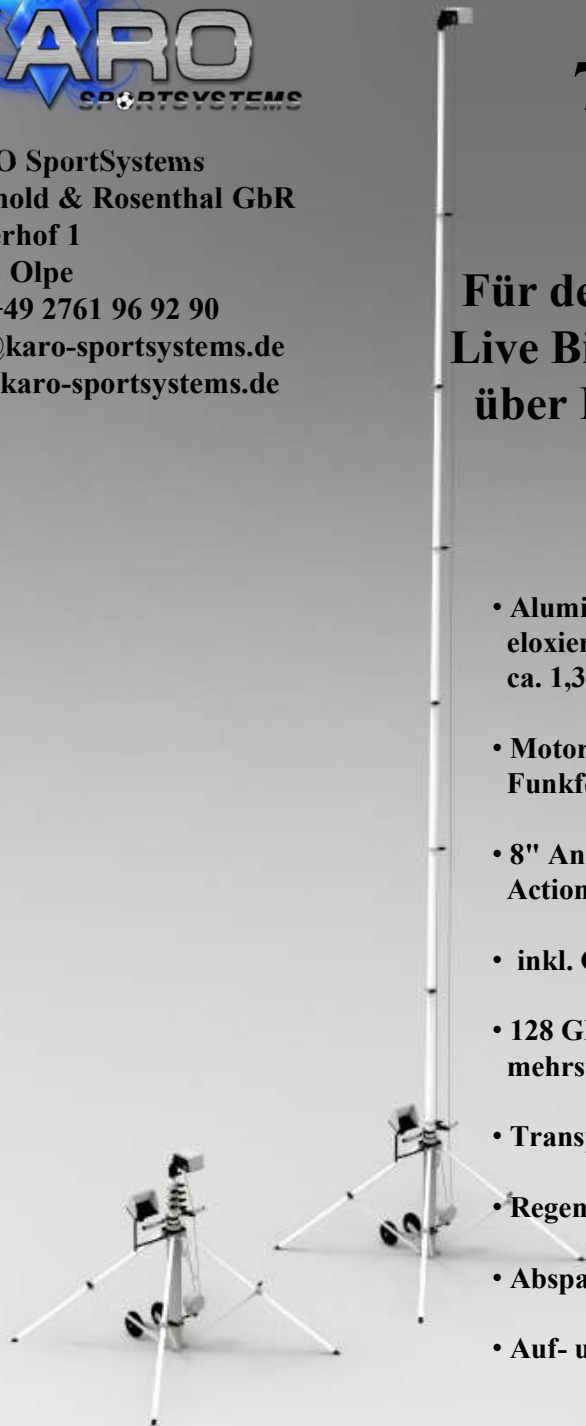 ARO
SPORTSYSTEMS
O SportSystems
nold & Rosenthal GbR
erhof 1
Olpe
+49 2761 96 92 90
@karo-sportsystems.de
karo-sportsystems.de
Für de
Live Bi
über
• Alumi
eloxier
ca. 1,3
• Motor
Funkf
• 8" An
Action
• inkl.
• 128 G
mehrs
• Trans
• Regen
• Abspa
• Auf- u